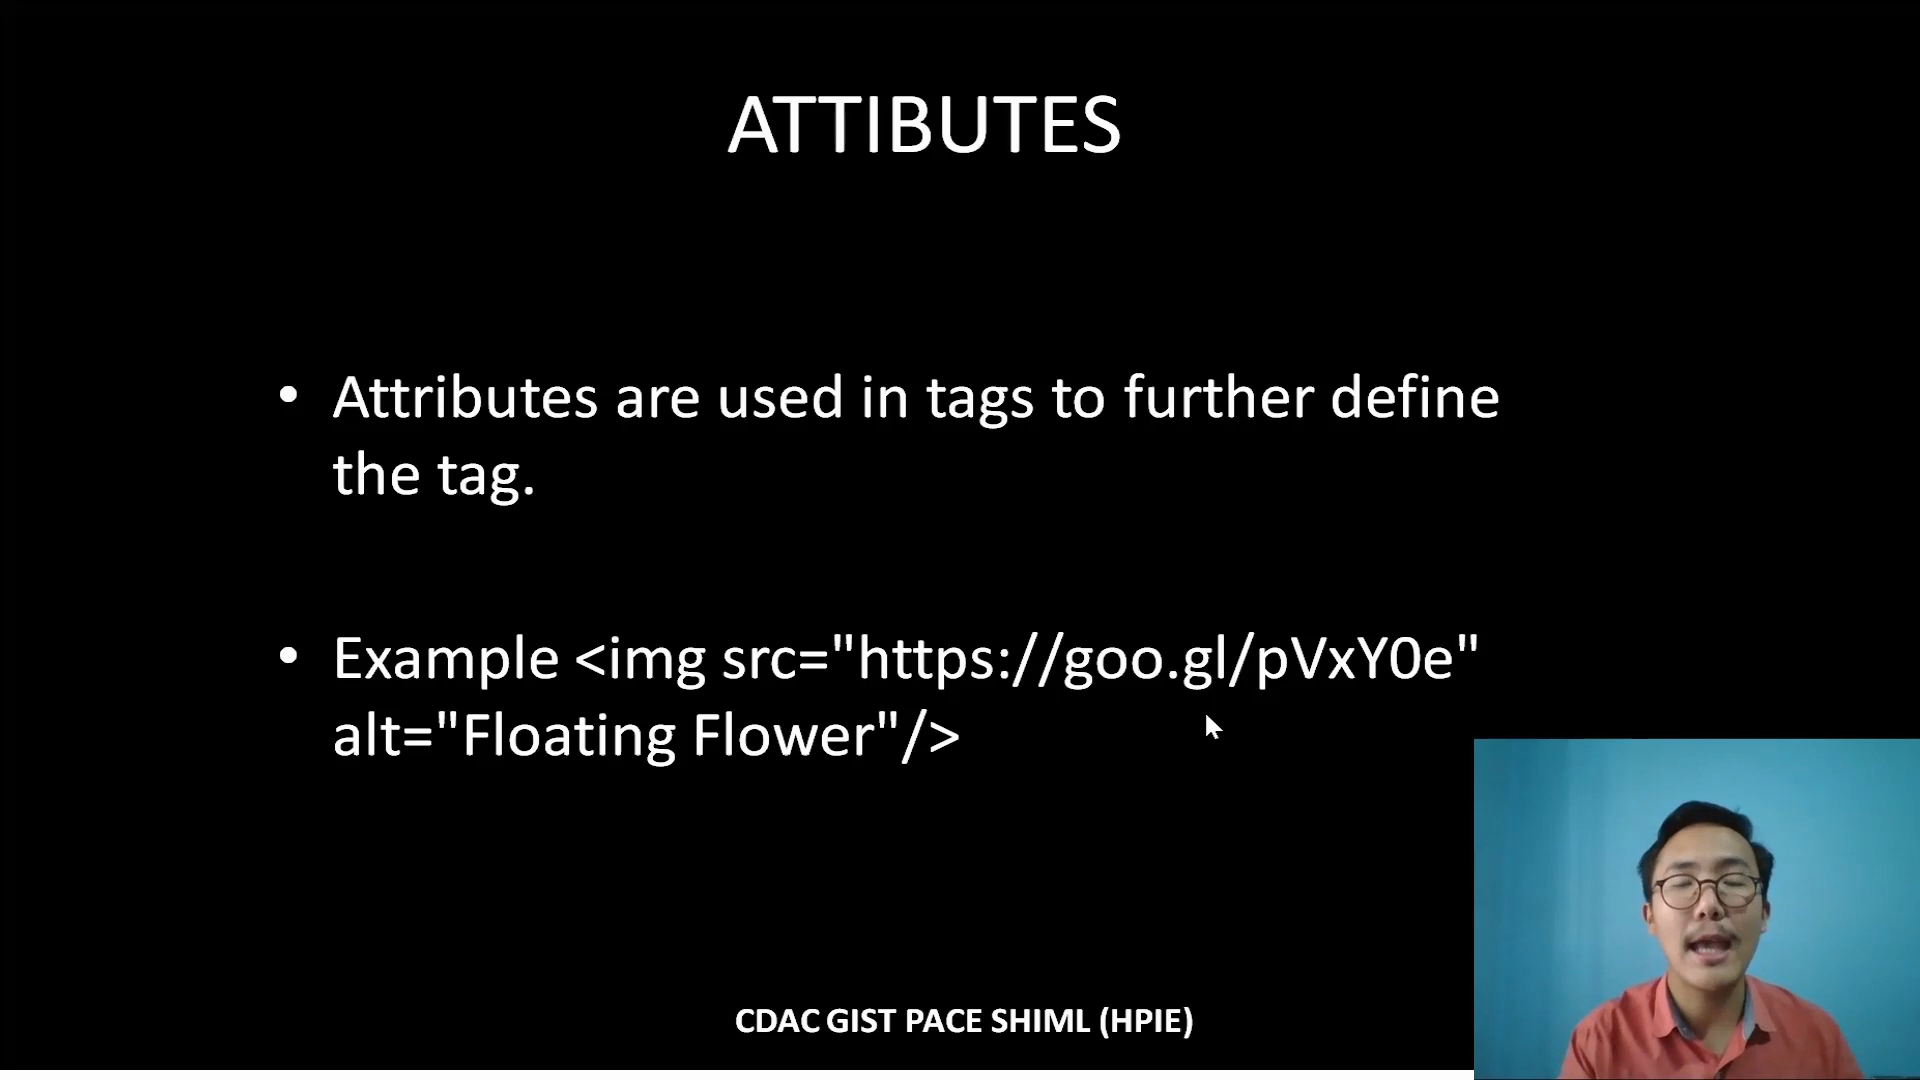 ATTIBUTES
• Attributes are used in tags to further define
the tag.
• Example <img src="https://goo.gl/pVxY0e"
alt="Floating Flower"/>
CDAC GIST PACE SHIML (HPIE)